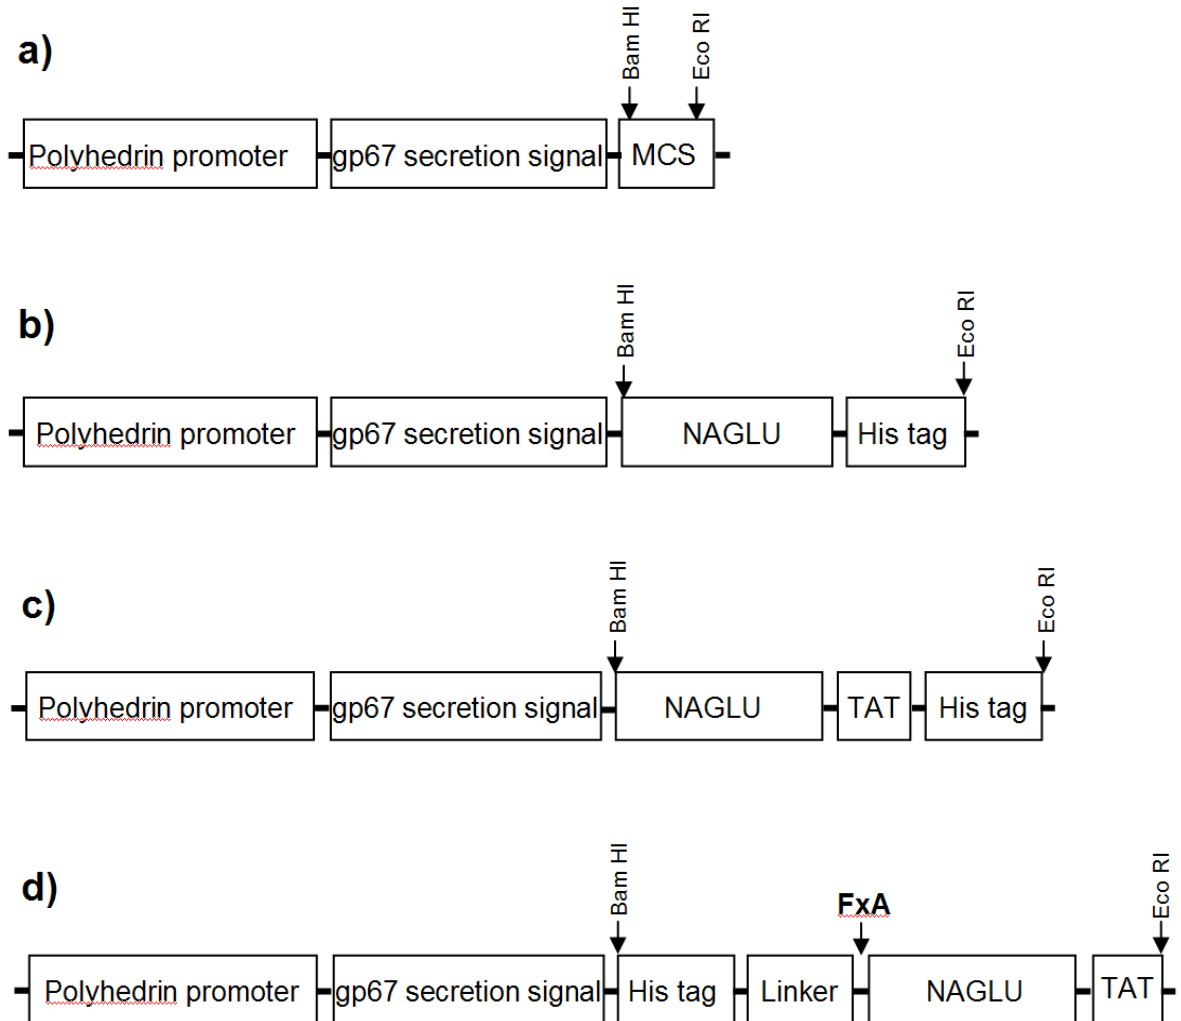 a)
Bam HI
Eco RI
Polyhedrin promoter
gp67 secretion signal
MCS
b)
Bam HI
Eco RI
Polyhedrin promoter
gp67 secretion signal
NAGLU
His tag
c)
Bam HI
Eco RI
Polyhedrin promoter
gp67 secretion signal
NAGLU
TAT
His tag
d)
Bam HI
FxA
Eco RI
Polyhedrin promoter
gp67 secretion signal
His tag
Linker
NAGLU
TAT